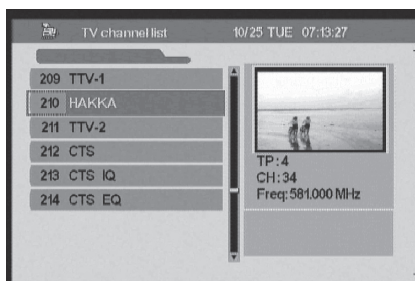 TV channel list 10/25 TUE 07:13:27
209 TTV-1
210 HAKKA
211 TTV-2
212 CTS
213 CTS IQ
214 CTS EQ
TP:4
CH:34
Freq:581.000 MHz